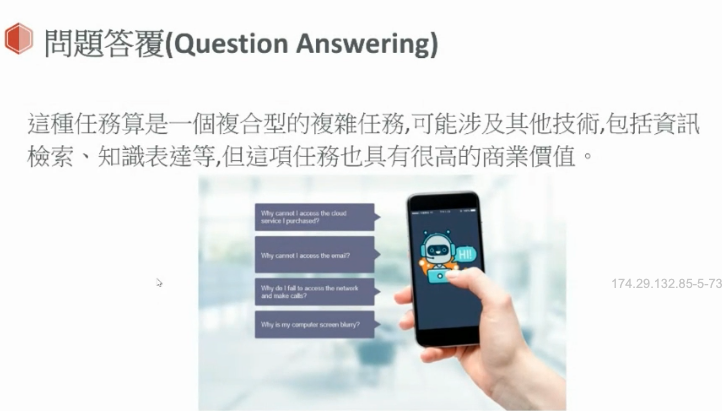 問題答覆(Question Answering)
這種任務算是一個複合型的複雜任務,可能涉及其他技術,包括資訊
檢索、知識表達等,但這項任務也具有很高的商業價值。
Why cannot I access the cloud
service I purchased?
Why cannot I access the email?
Why do I fail to access the network
and make calls?
Why is my computer screen blurry?
HI!
174.29.132.85-5-73